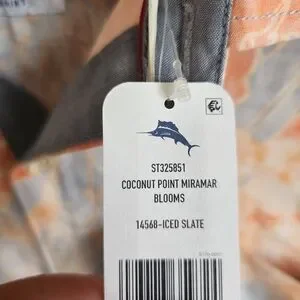 ST325851
COCONUT POINT MIRAMAR
BLOOMS
14568-ICED SLATE